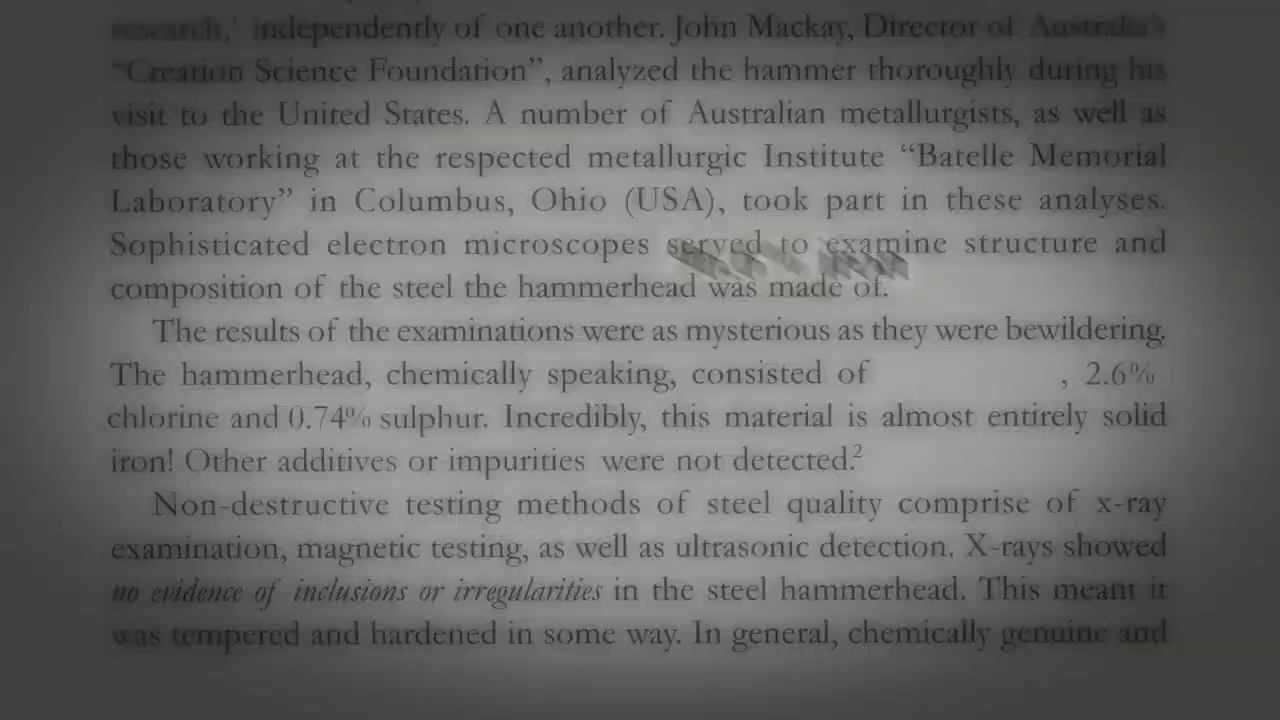 research,¹ independently of one another. John Mackay, Director of Australia's
"Creation Science Foundation", analyzed the hammer thoroughly during his
visit to the United States. A number of Australian metallurgists, as well as
those working at the respected metallurgic Institute "Batelle Memorial
Laboratory" in Columbus, Ohio (USA), took part in these analyses.
Sophisticated electron microscopes served to examine structure and
composition of the steel the hammerhead was made of.
The results of the examinations were as mysterious as they were bewildering.
The hammerhead, chemically speaking, consisted of , 2.6%
chlorine and 0.74% sulphur. Incredibly, this material is almost entirely solid
iron! Other additives or impurities were not detected.²
Non-destructive testing methods of steel quality comprise of x-ray
examination, magnetic testing, as well as ultrasonic detection. X-rays showed
no evidence of inclusions or irregularities in the steel hammerhead. This meant it
was tempered and hardened in some way. In general, chemically genuine and